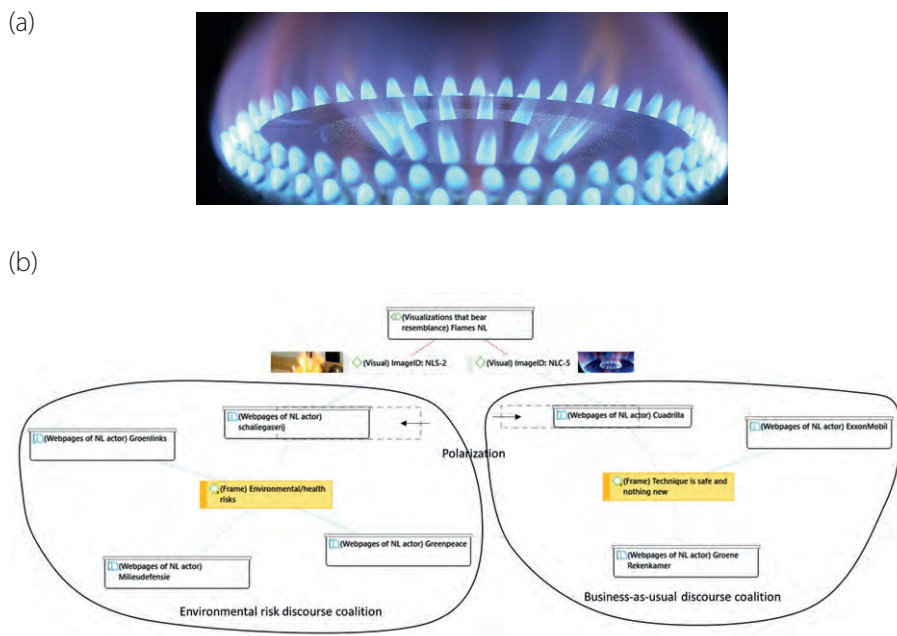 (a)
(b)
(Visualizations that bear
resemblance) Flames NL
(Visual) ImageID: NLS-2
(Visual) ImageID: NLC-5
(Webpages of NL actor)
schaliegasvrij
(Webpages of NL actor) Cuadrilla
(Webpages of NL actor) Groenlinks
(Webpages of NL actor) ExxonMobil
Polarization
(Frame) Environmental/health
risks
(Frame) Technique is safe and
nothing new
(Webpages of NL actor) Greenpeace
(Webpages of NL actor)
Milieudefensie
(Webpages of NL actor) Groene
Rekenkamer
Environmental risk discourse coalition
Business-as-usual discourse coalition